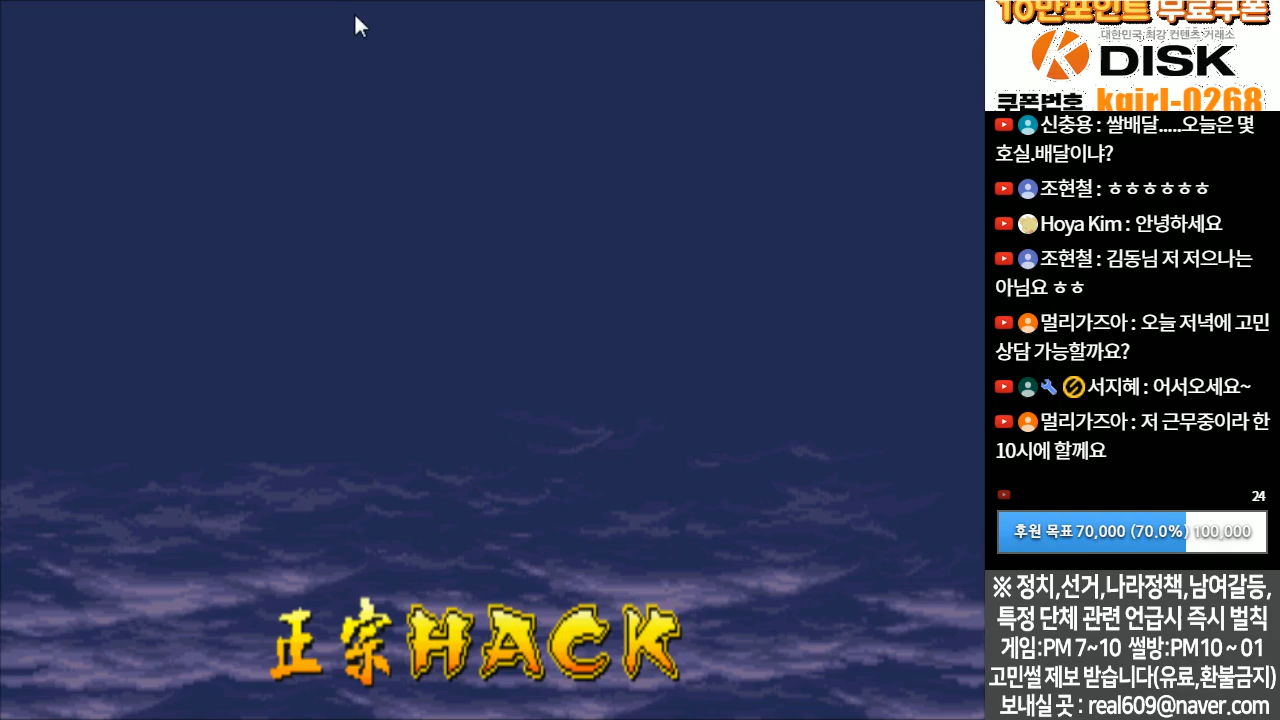 10만포인트 무료쿠폰
대한민국 최강 컨텐츠 거래소
K DISK
쿠폰번호 kgirl-0268
신충용 : 쌀배달.....오늘은 몇
호실.배달이냐?
조현철 : ㅎㅎㅎㅎㅎㅎ
Hoya Kim : 안녕하세요
조현철 : 김동님 저 저으나는
아님요 ㅎㅎ
멀리가즈아 : 오늘 저녁에 고민
상담 가능할까요?
서지혜 : 어서오세요~
멀리가즈아 : 저 근무중이라 한
10시에 할께요
24
후원 목표 70,000 (70.0%) 100,000
※ 정치,선거,나라정책,남여갈등,
특정 단체 관련 언급시 즉시 벌칙
게임:PM 7~10 썰방:PM10 ~ 01
고민썰 제보 받습니다(유료,환불금지)
보내실 곳 : real609@naver.com
正宗HACK